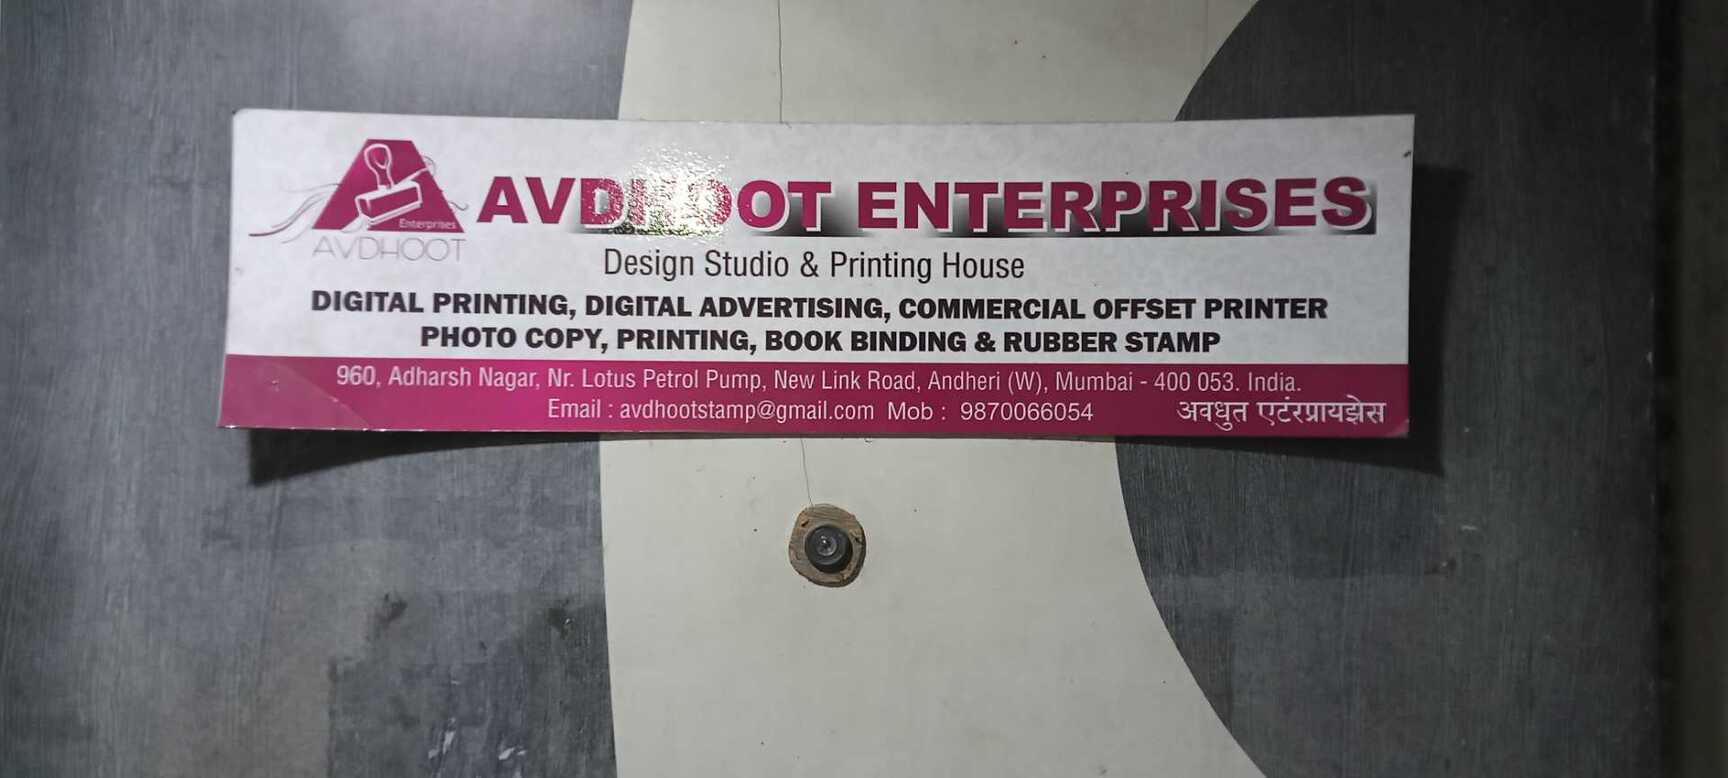 Enterprises
AVDHOOT
AVDHOOT ENTERPRISES
Design Studio & Printing House
DIGITAL PRINTING, DIGITAL ADVERTISING, COMMERCIAL OFFSET PRINTER
PHOTO COPY, PRINTING, BOOK BINDING & RUBBER STAMP
960, Adharsh Nagar, Nr. Lotus Petrol Pump, New Link Road, Andheri (W), Mumbai - 400 053. India.
Email : avdhootstamp@gmail.com Mob : 9870066054 अवधुत एटंरप्रायझेस